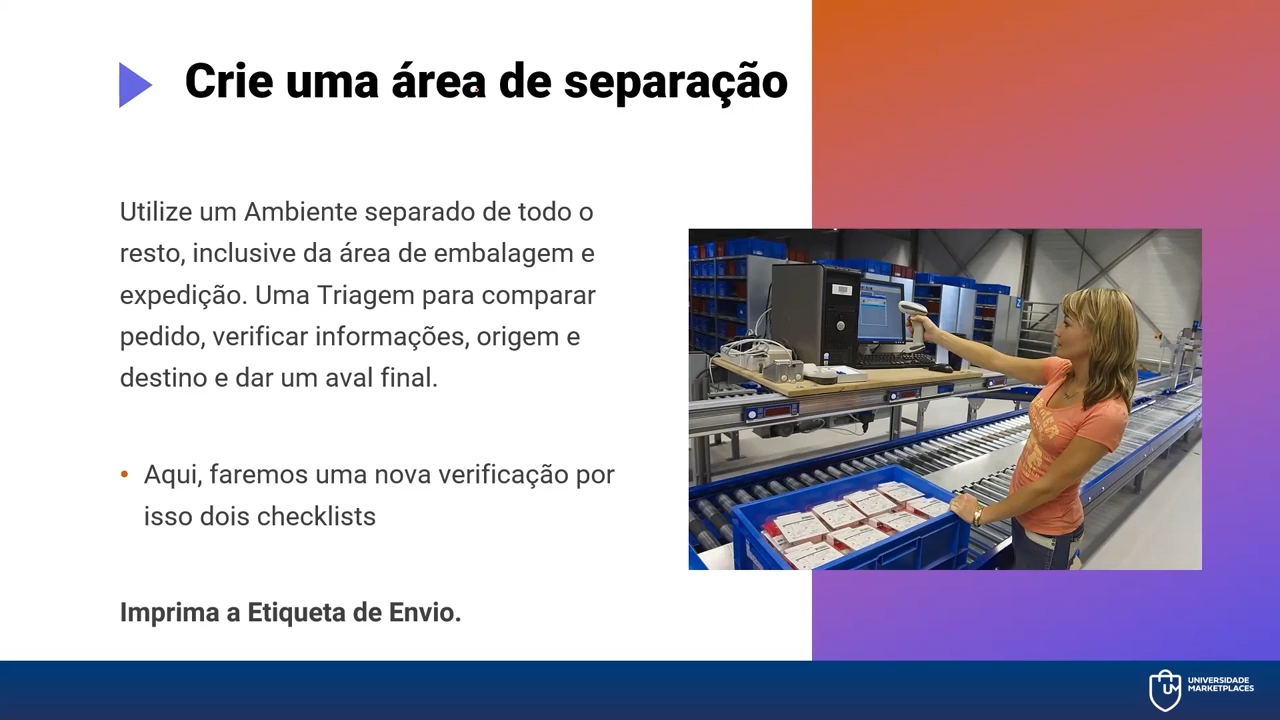 Crie uma área de separação
Utilize um Ambiente separado de todo o
resto, inclusive da área de embalagem e
expedição. Uma Triagem para comparar
pedido, verificar informações, origem e
destino e dar um aval final.
• Aqui, faremos uma nova verificação por
isso dois checklists
Imprima a Etiqueta de Envio.
UM
UNIVERSIDADE
MARKETPLACES